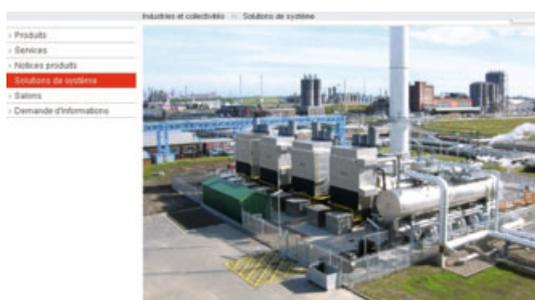 Industries et collectivités >> Solutions de système
› Produits
› Services
› Notices produits
› Solutions de système
› Salons
› Demande d'Informations